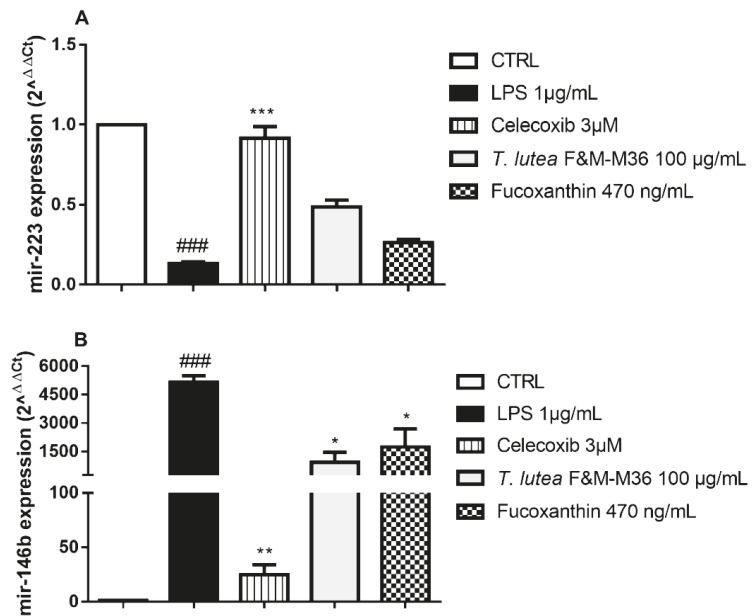 A
mir-223 expression (2^ΔΔCt)
1.5
1.0
0.5
0.0
###
***
CTRL
LPS 1µg/mL
Celecoxib 3µM
T. lutea F&M-M36 100 µg/mL
Fucoxanthin 470 ng/mL
B
mir-146b expression (2^ΔΔCt)
6000
4500
3000
1500
100
50
0
###
**
*
*
CTRL
LPS 1µg/mL
Celecoxib 3µM
T. lutea F&M-M36 100 µg/mL
Fucoxanthin 470 ng/mL